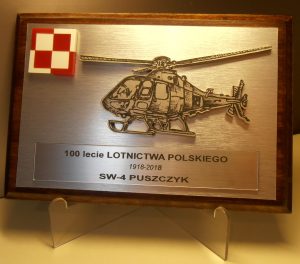 100 lecie LOTNICTWA POLSKIEGO
1918-2018
SW-4 PUSZCZYK